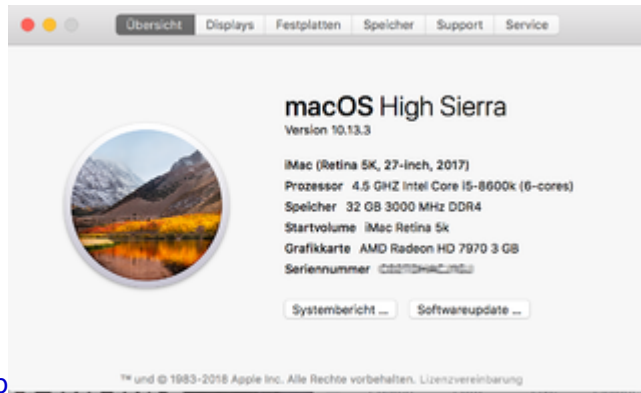 Übersicht Displays Festplatten Speicher Support Service
macOS High Sierra
Version 10.13.3
iMac (Retina 5K, 27-inch, 2017)
Prozessor 4.5 GHZ Intel Core i5-8600k (6-cores)
Speicher 32 GB 3000 MHz DDR4
Startvolume iMac Retina 5k
Grafikkarte AMD Radeon HD 7970 3 GB
Seriennummer
Systembericht ... Softwareupdate ...
™ und © 1983-2018 Apple Inc. Alle Rechte vorbehalten. Lizenzvereinbarung